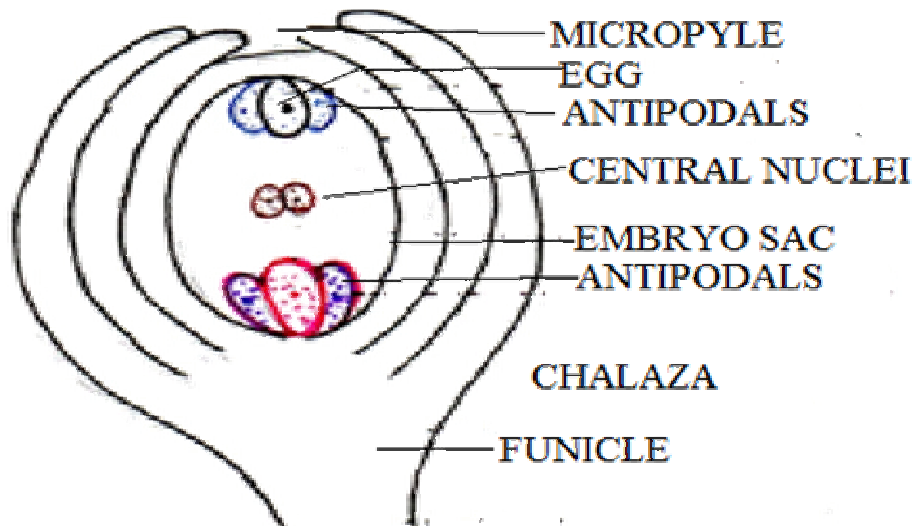 MICROPYLE
EGG
ANTIPODALS
CENTRAL NUCLEI
EMBRYO SAC
ANTIPODALS
CHALAZA
FUNICLE